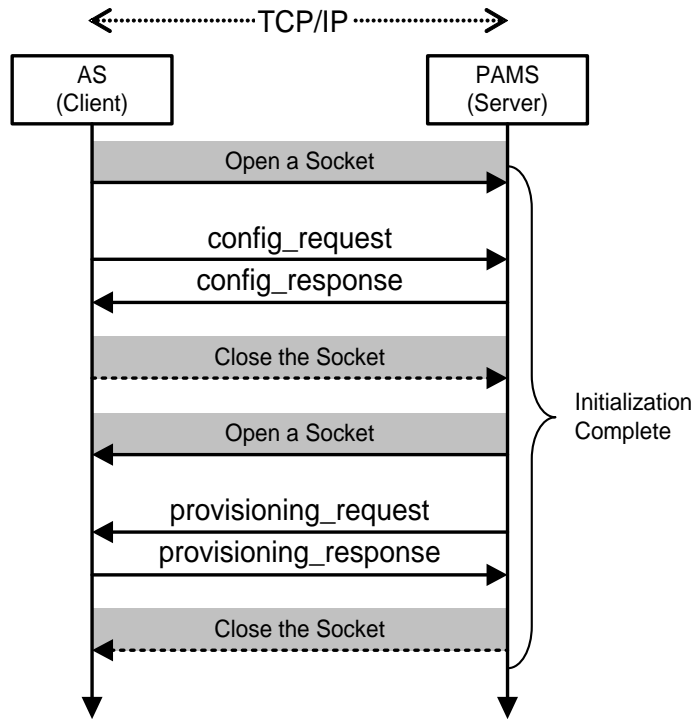 TCP/IP
AS
(Client)
PAMS
(Server)
Open a Socket
config_request
config_response
Close the Socket
Open a Socket
Initialization
Complete
provisioning_request
provisioning_response
Close the Socket